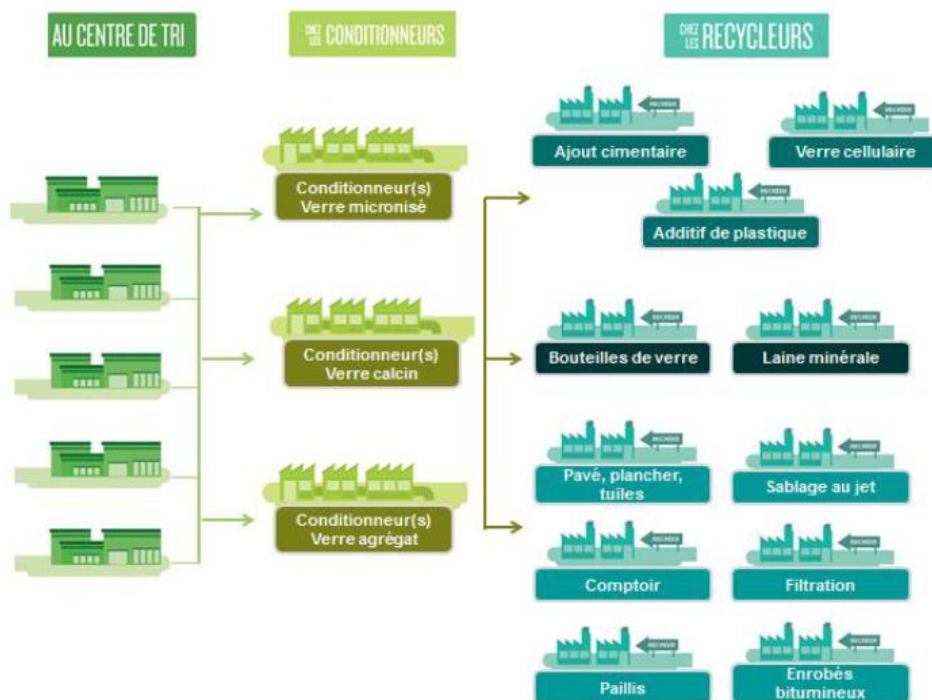 AU CENTRE DE TRI
CHEZ LES CONDITIONNEURS
CHEZ LES RECYCLEURS
Ajout cimentaire
Verre cellulaire
Additif de plastique
Conditionneur(s)
Verre micronisé
Conditionneur(s)
Verre calcin
Bouteilles de verre
Laine minérale
Conditionneur(s)
Verre agrégat
Pavé, plancher,
tuiles
Sablage au jet
Comptoir
Filtration
Paillis
Enrobés
bitumineux